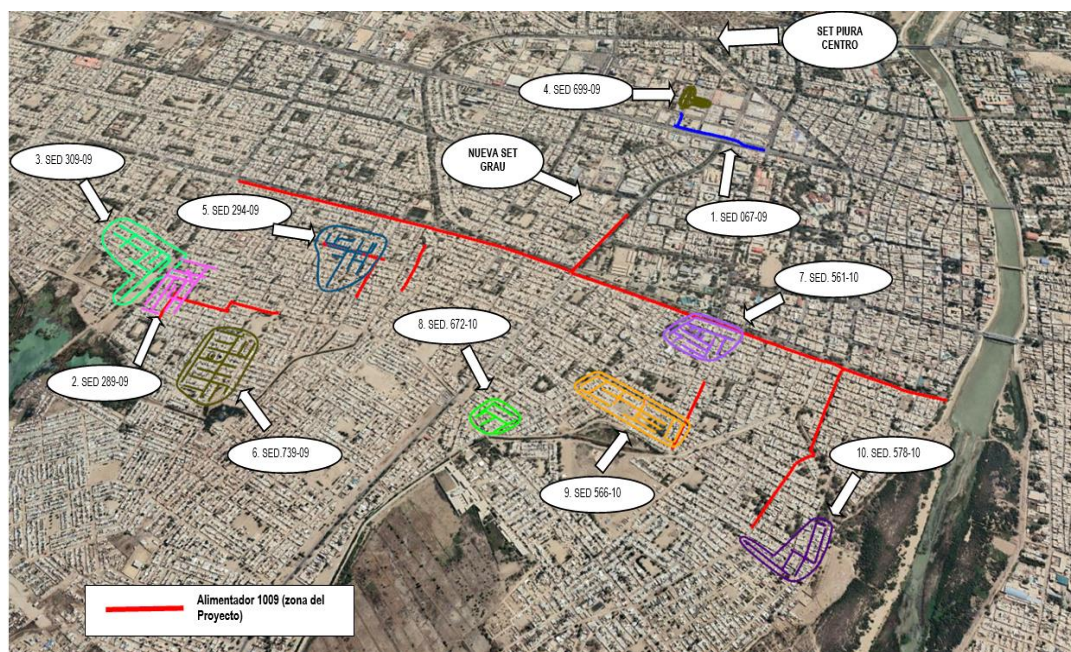 SET PIURA
CENTRO
4. SED 699-09
NUEVA SET
GRAU
3. SED 309-09
5. SED 294-09
1. SED 067-09
7. SED. 561-10
8. SED. 672-10
2. SED 289-09
6. SED.739-09
9. SED 566-10
10. SED. 578-10
Alimentador 1009 (zona del
Proyecto)